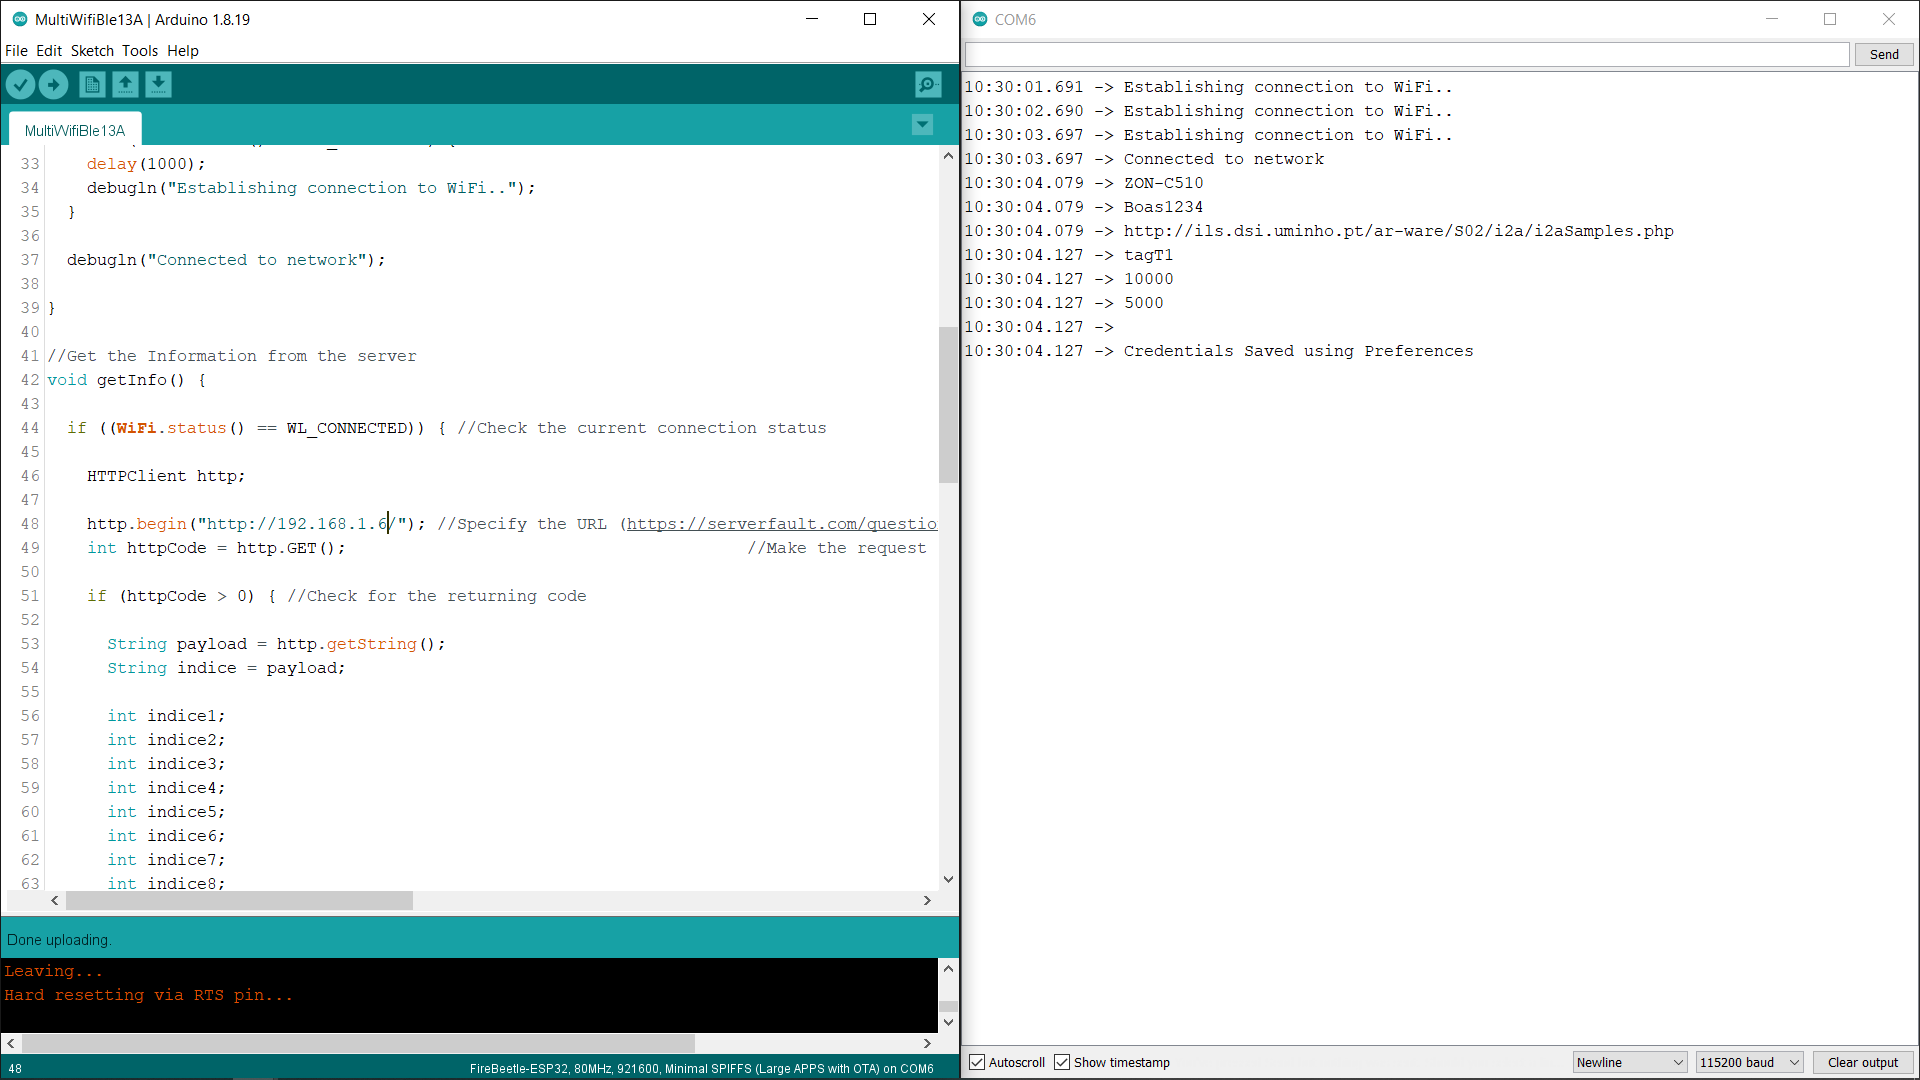 MultiWifiBle13A | Arduino 1.8.19
File Edit Sketch Tools Help
MultiWifiBle13A
33 delay(1000);
34 debugln("Establishing connection to WiFi..");
35 }
36
37 debugln("Connected to network");
38
39 }
40
41 //Get the Information from the server
42 void getInfo() {
43
44 if ((WiFi.status() == WL_CONNECTED)) { //Check the current connection status
45
46 HTTPClient http;
47
48 http.begin("http://192.168.1.6/"); //Specify the URL (https://serverfault.com/questio
49 int httpCode = http.GET(); //Make the request
50
51 if (httpCode > 0) { //Check for the returning code
52
53 String payload = http.getString();
54 String indice = payload;
55
56 int indice1;
57 int indice2;
58 int indice3;
59 int indice4;
60 int indice5;
61 int indice6;
62 int indice7;
63 int indice8;
Done uploading.
Leaving...
Hard resetting via RTS pin...
48 FireBeetle-ESP32, 80MHz, 921600, Minimal SPIFFS (Large APPS with OTA) on COM6
COM6
Send
10:30:01.691 -> Establishing connection to WiFi..
10:30:02.690 -> Establishing connection to WiFi..
10:30:03.697 -> Establishing connection to WiFi..
10:30:03.697 -> Connected to network
10:30:04.079 -> ZON-C510
10:30:04.079 -> Boas1234
10:30:04.079 -> http://ils.dsi.uminho.pt/ar-ware/S02/i2a/i2aSamples.php
10:30:04.127 -> tagT1
10:30:04.127 -> 10000
10:30:04.127 -> 5000
10:30:04.127 ->
10:30:04.127 -> Credentials Saved using Preferences
Autoscroll Show timestamp Newline 115200 baud Clear output